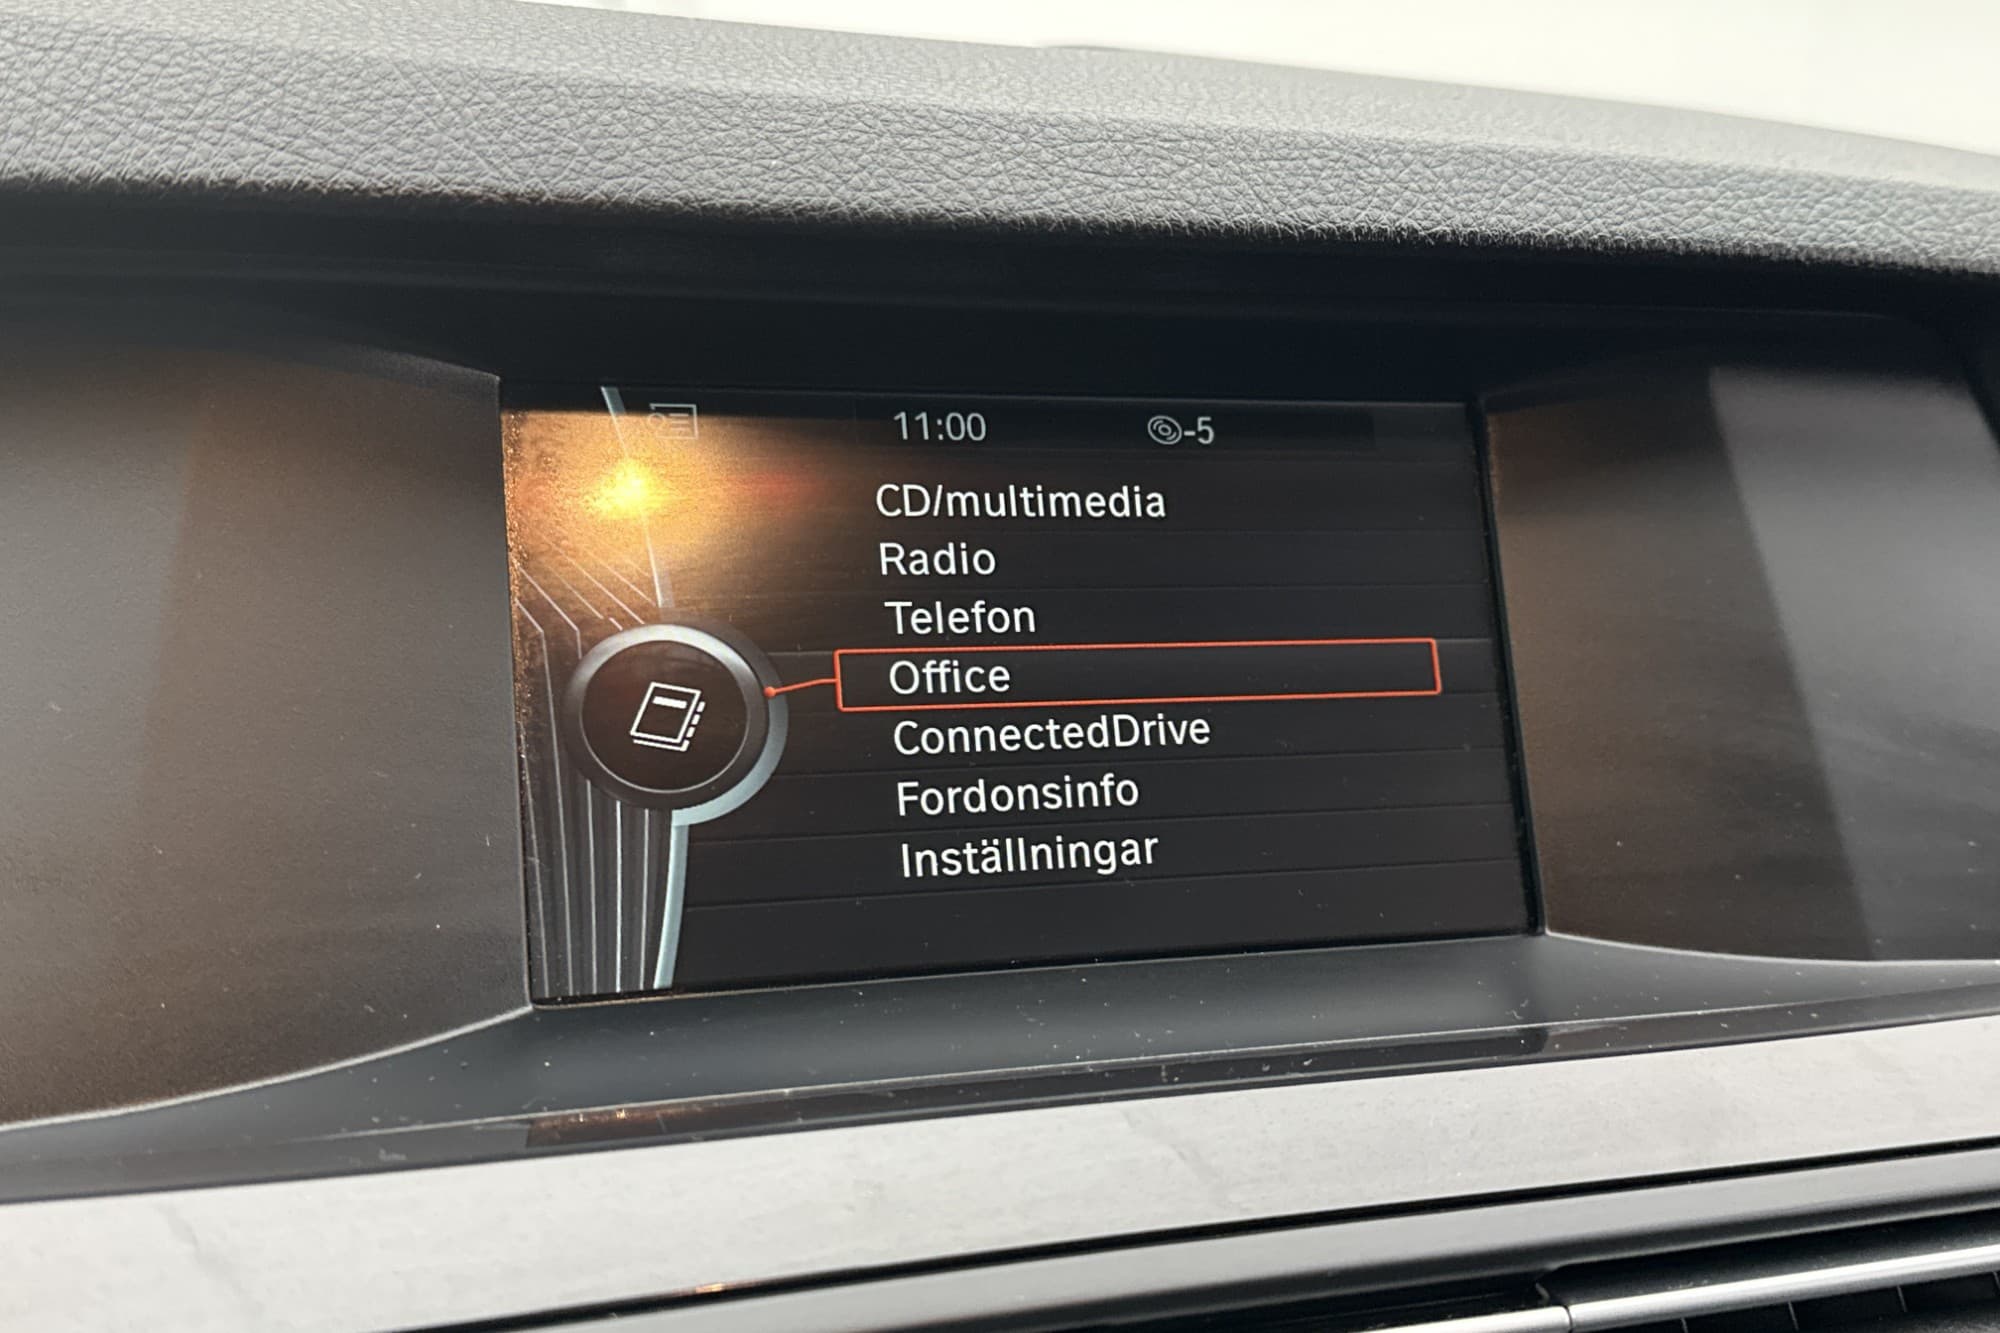 11:00 -5
CD/multimedia
Radio
Telefon
Office
ConnectedDrive
Fordonsinfo
Inställningar